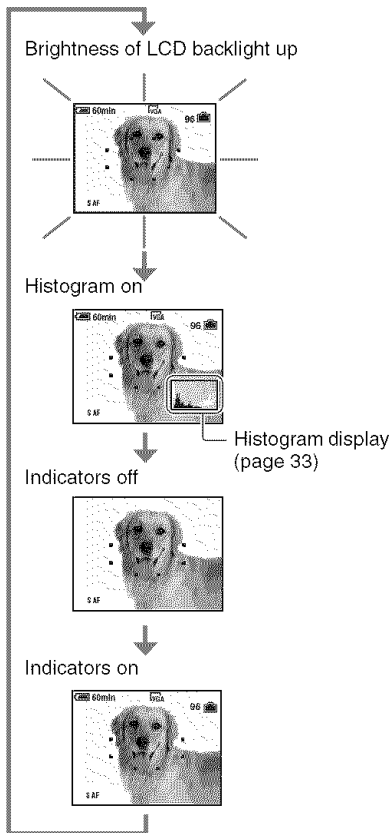 Brightness of LCD backlight up
60min
VGA
96
S AF
Histogram on
60min
VGA
96
S AF
Histogram display
(page 33)
Indicators off
S AF
Indicators on
60min
VGA
96
S AF